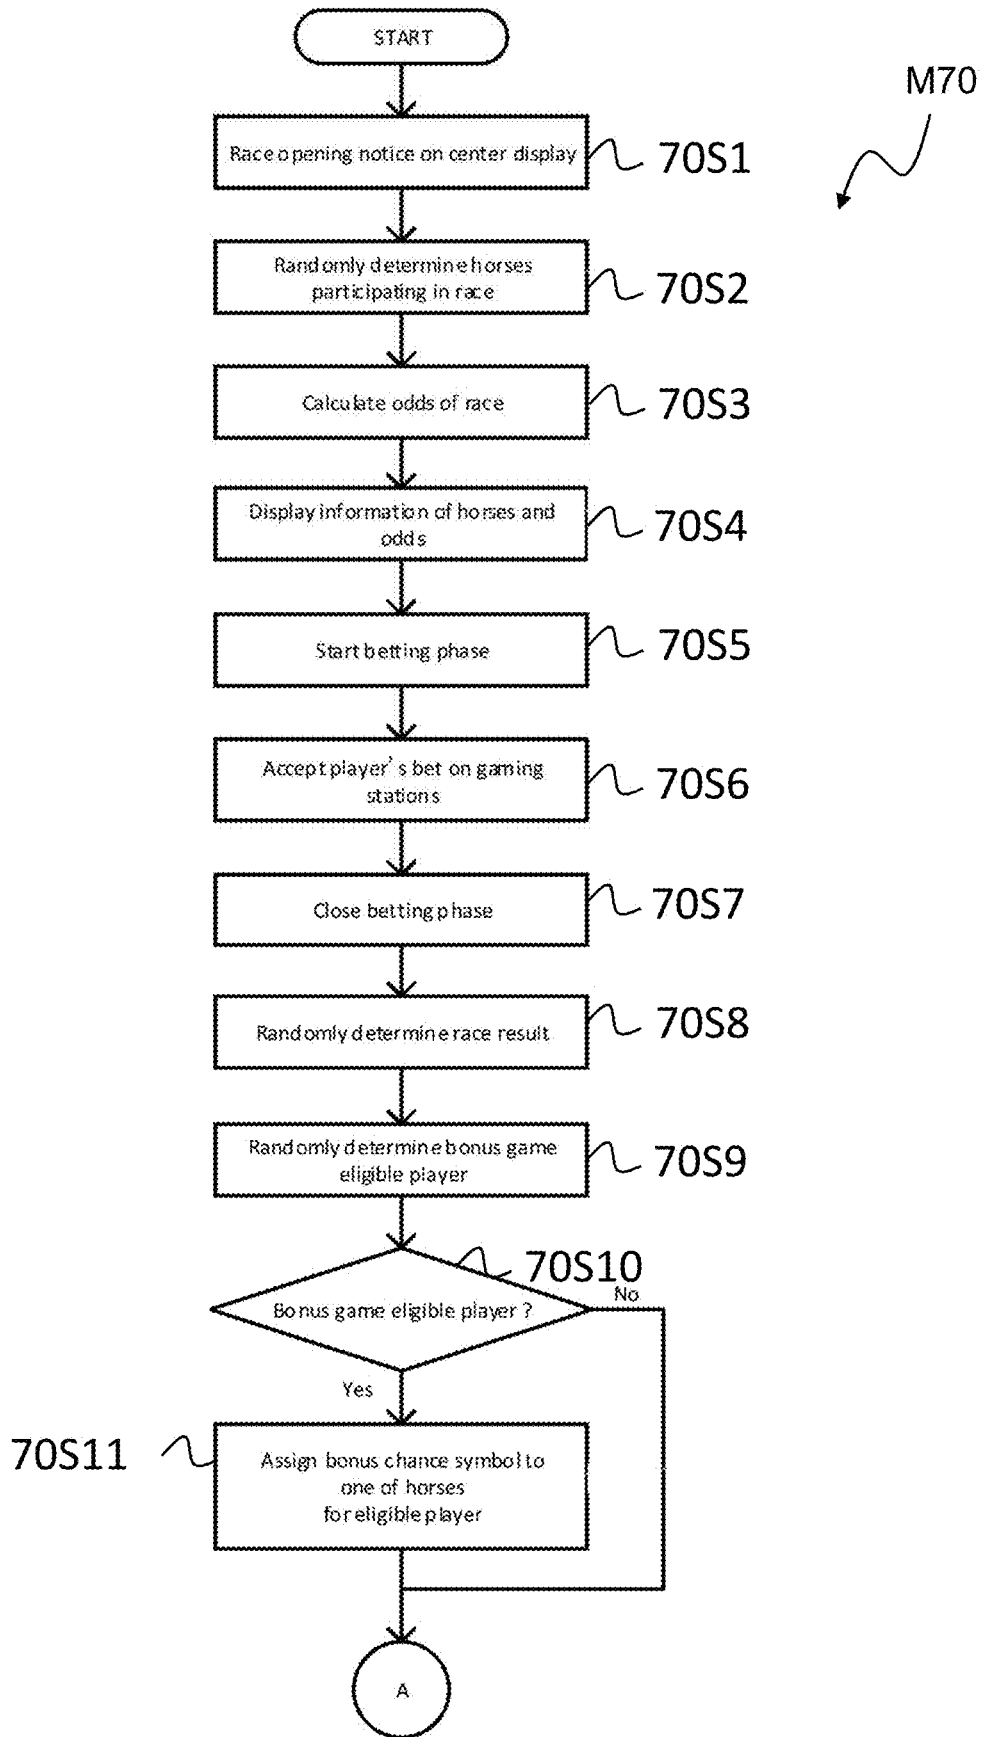 START
M70
Race opening notice on center display
70S1
Randomly determine horses
participating in race
70S2
Calculate odds of race
70S3
Display information of horses and
odds
70S4
Start betting phase
70S5
Accept player's bet on gaming
stations
70S6
Close betting phase
70S7
Randomly determine race result
70S8
Randomly determine bonus game
eligible player
70S9
70S10
Bonus game eligible player ?
No
Yes
70S11
Assign bonus chance symbol to
one of horses
for eligible player
A